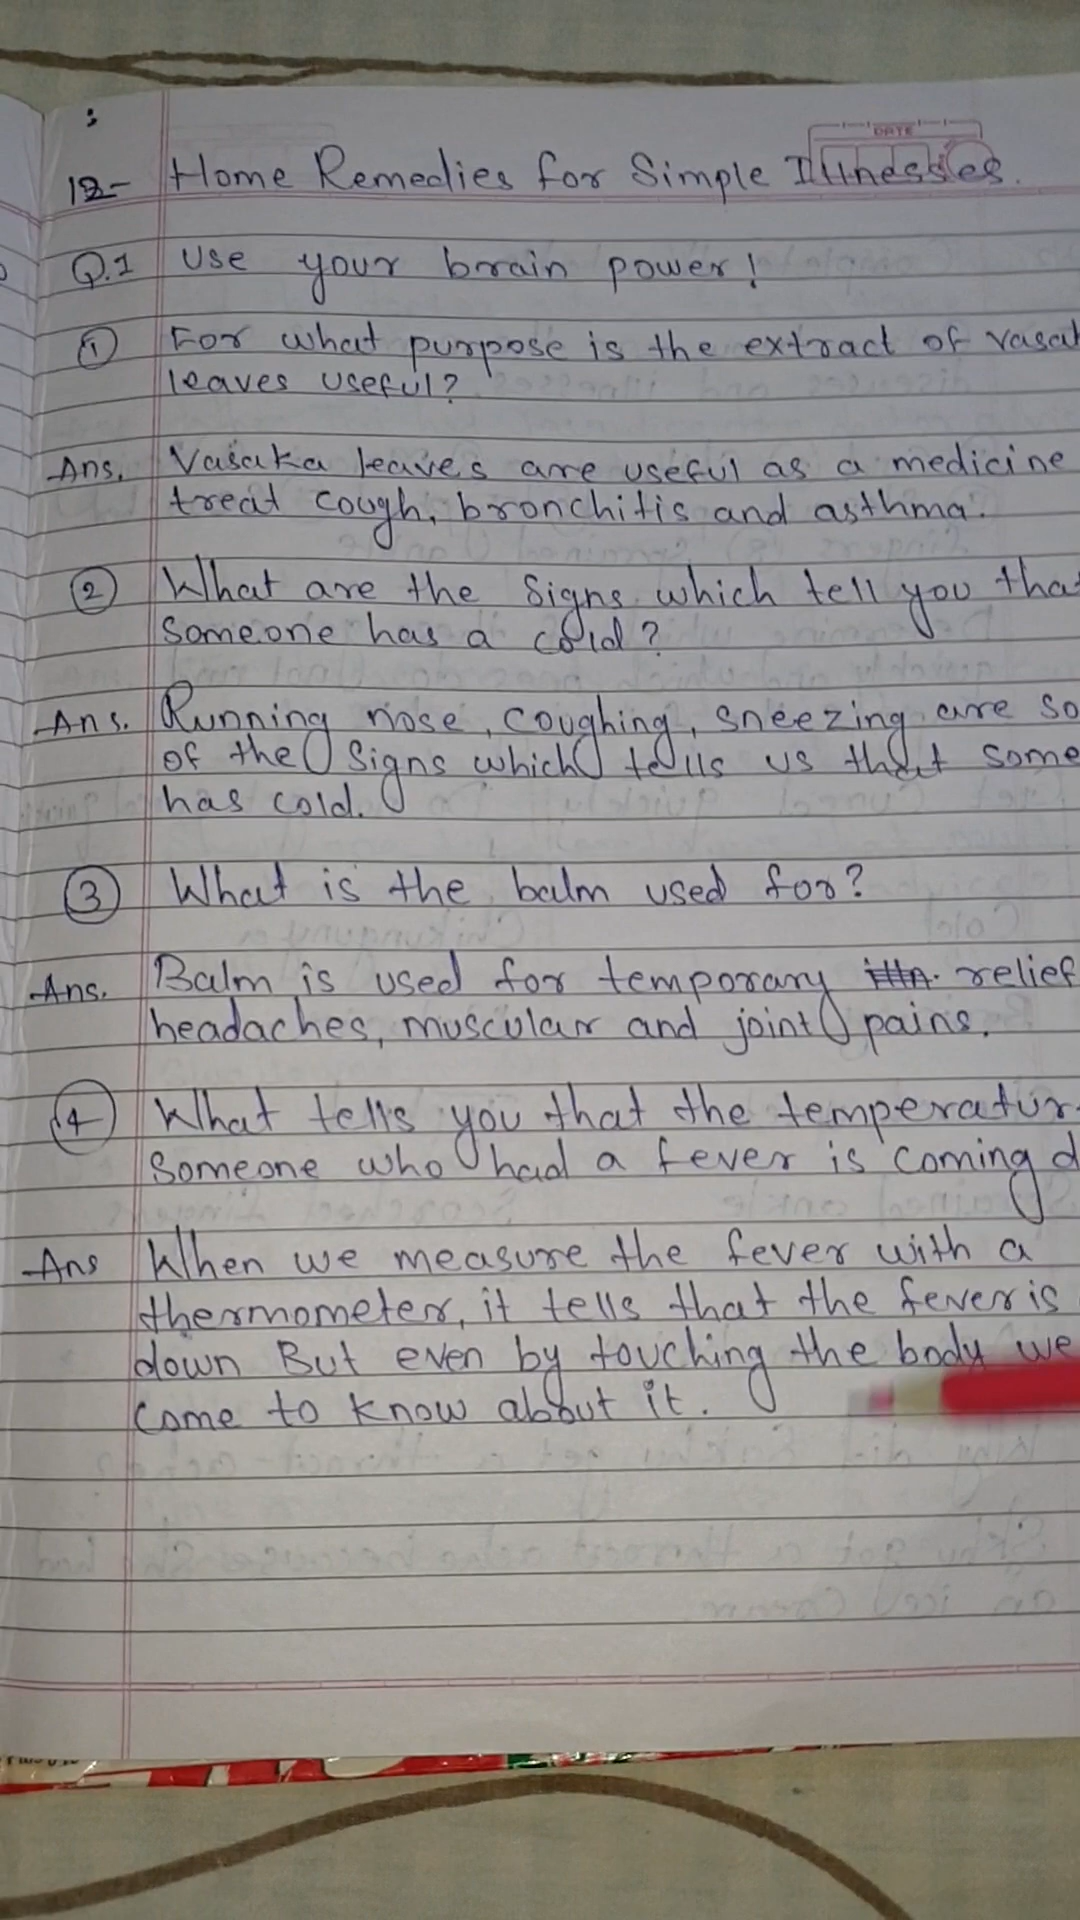 DATE
12- Home Remedies for Simple Illnesses.
Q.1 Use your brain power!
① For what purpose is the extract of vasak
leaves useful?
Ans. Vasaka leaves are useful as a medicine
treat cough, bronchitis and asthma.
② What are the signs which tell you that
someone has a cold?
Ans. Running nose, coughing, sneezing are so
of the signs which tells us that some
has cold.
③ What is the balm used for?
Ans. Balm is used for temporary relief
headaches, muscular and joint pains.
④ What tells you that the temperatur
someone who had a fever is coming d
Ans When we measure the fever with a
thermometer, it tells that the fever is
down But even by touching the body we
come to know about it.